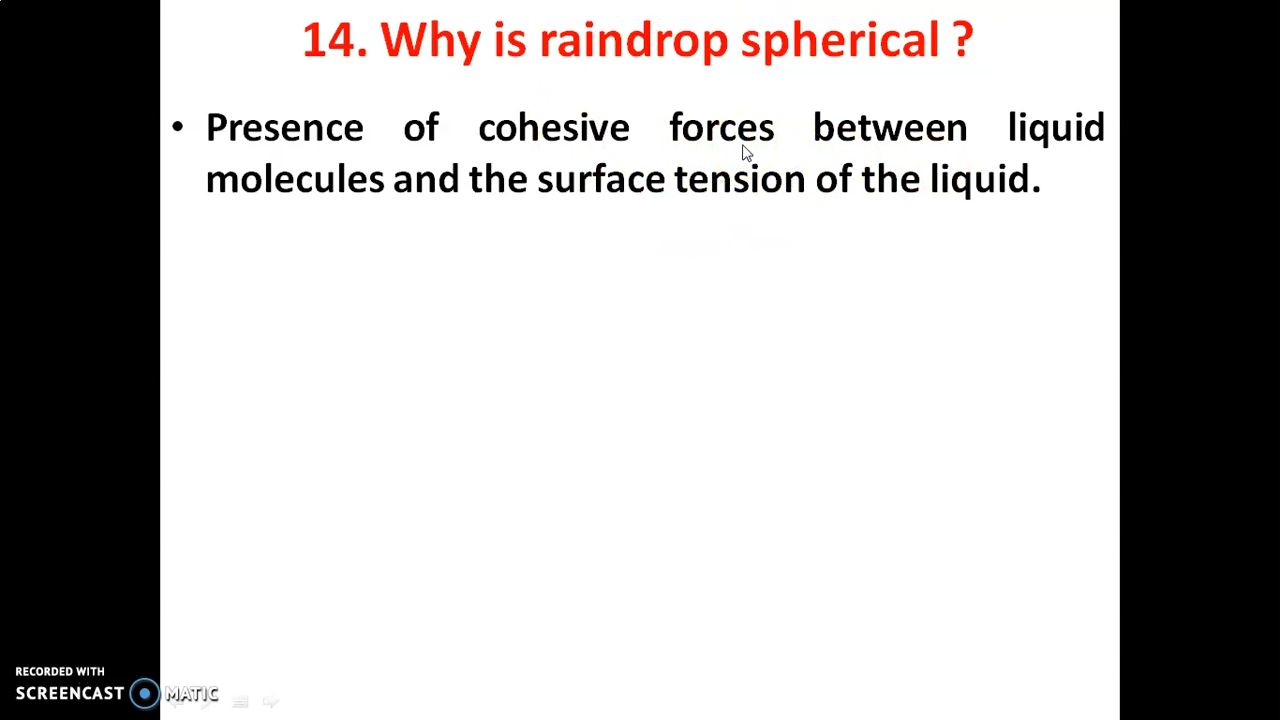 14. Why is raindrop spherical ?
• Presence of cohesive forces between liquid
molecules and the surface tension of the liquid.
RECORDED WITH
SCREENCAST MATIC